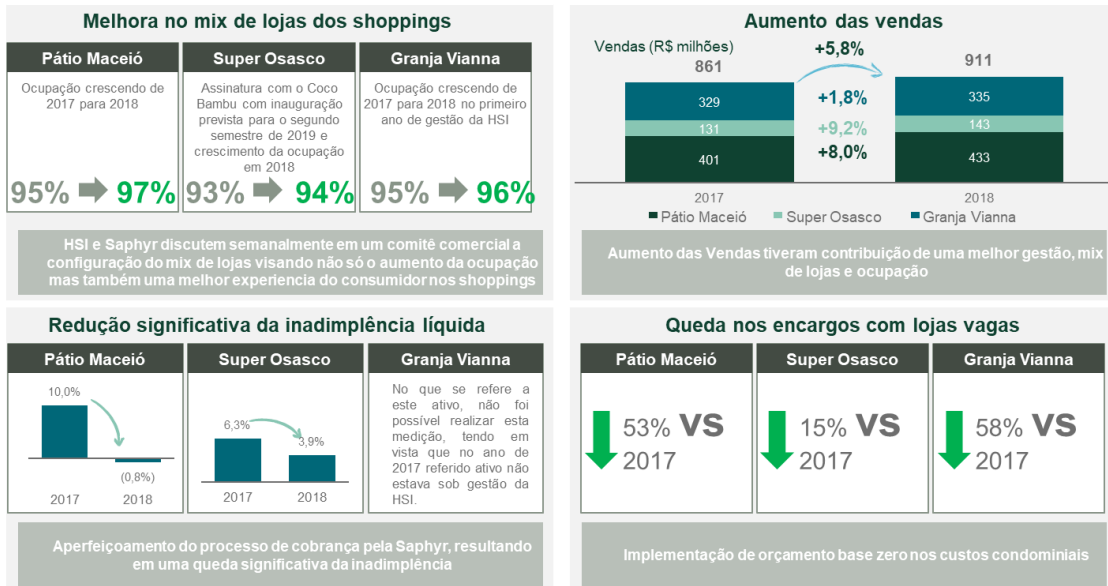 Melhora no mix de lojas dos shoppings
Pátio Maceió
Ocupação crescendo de
2017 para 2018
95% 97%
Super Osasco
Assinatura com o Coco
Bambu com inauguração
prevista para o segundo
semestre de 2019 e
crescimento da ocupação
em 2018
93% 94%
Granja Vianna
Ocupação crescendo de
2017 para 2018 no primeiro
ano de gestão da HSI
95% 96%
HSI e Saphyr discutem semanalmente em um comitê comercial a
configuração do mix de lojas visando não só o aumento da ocupação
mas também uma melhor experiencia do consumidor nos shoppings
Aumento das vendas
Vendas (R$ milhões)
+5,8%
861
911
329
+1,8%
335
131
+9,2%
143
401
+8,0%
433
2017
2018
Pátio Maceió
Super Osasco
Granja Vianna
Aumento das Vendas tiveram contribuição de uma melhor gestão, mix
de lojas e ocupação
Redução significativa da inadimplência líquida
Pátio Maceió
10,0%
(0,8%)
2017
2018
Super Osasco
6,3%
3,9%
2017
2018
Granja Vianna
No que se refere a
este ativo, não foi
possível realizar esta
medição, tendo em
vista que no ano de
2017 referido ativo não
estava sob gestão da
HSI.
Aperfeiçoamento do processo de cobrança pela Saphyr, resultando
em uma queda significativa da inadimplência
Queda nos encargos com lojas vagas
Pátio Maceió
53% VS
2017
Super Osasco
15% VS
2017
Granja Vianna
58% VS
2017
Implementação de orçamento base zero nos custos condominiais